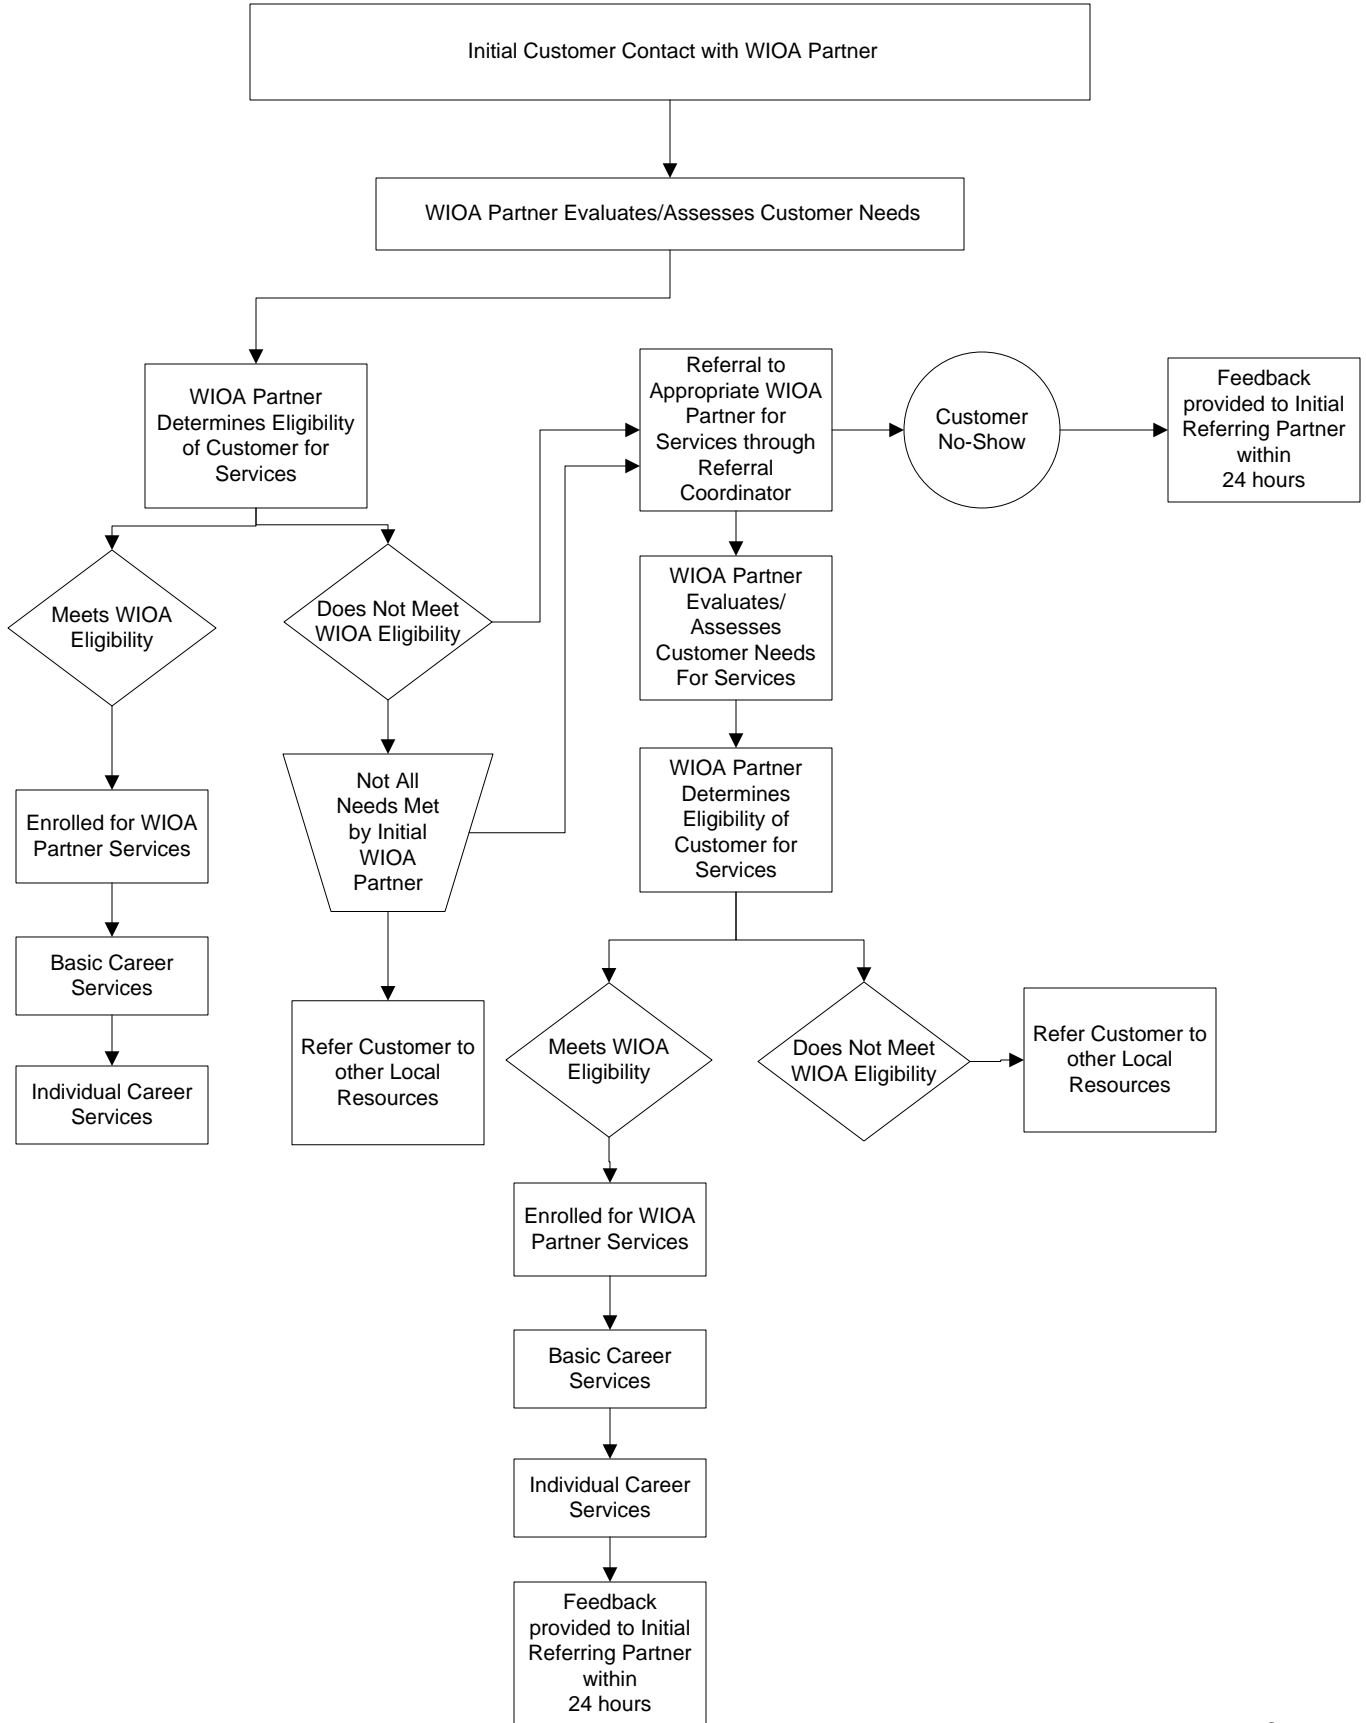 Initial Customer Contact with WIOA Partner
WIOA Partner Evaluates/Assesses Customer Needs
WIOA Partner
Determines Eligibility
of Customer for
Services
Referral to
Appropriate WIOA
Partner for
Services through
Referral
Coordinator
Customer
No-Show
Feedback
provided to Initial
Referring Partner
within
24 hours
Meets WIOA
Eligibility
Does Not Meet
WIOA Eligibility
WIOA Partner
Evaluates/
Assesses
Customer Needs
For Services
Enrolled for WIOA
Partner Services
Not All
Needs Met
by Initial
WIOA
Partner
WIOA Partner
Determines
Eligibility of
Customer for
Services
Basic Career
Services
Individual Career
Services
Refer Customer to
other Local
Resources
Meets WIOA
Eligibility
Does Not Meet
WIOA Eligibility
Refer Customer to
other Local
Resources
Enrolled for WIOA
Partner Services
Basic Career
Services
Individual Career
Services
Feedback
provided to Initial
Referring Partner
within
24 hours